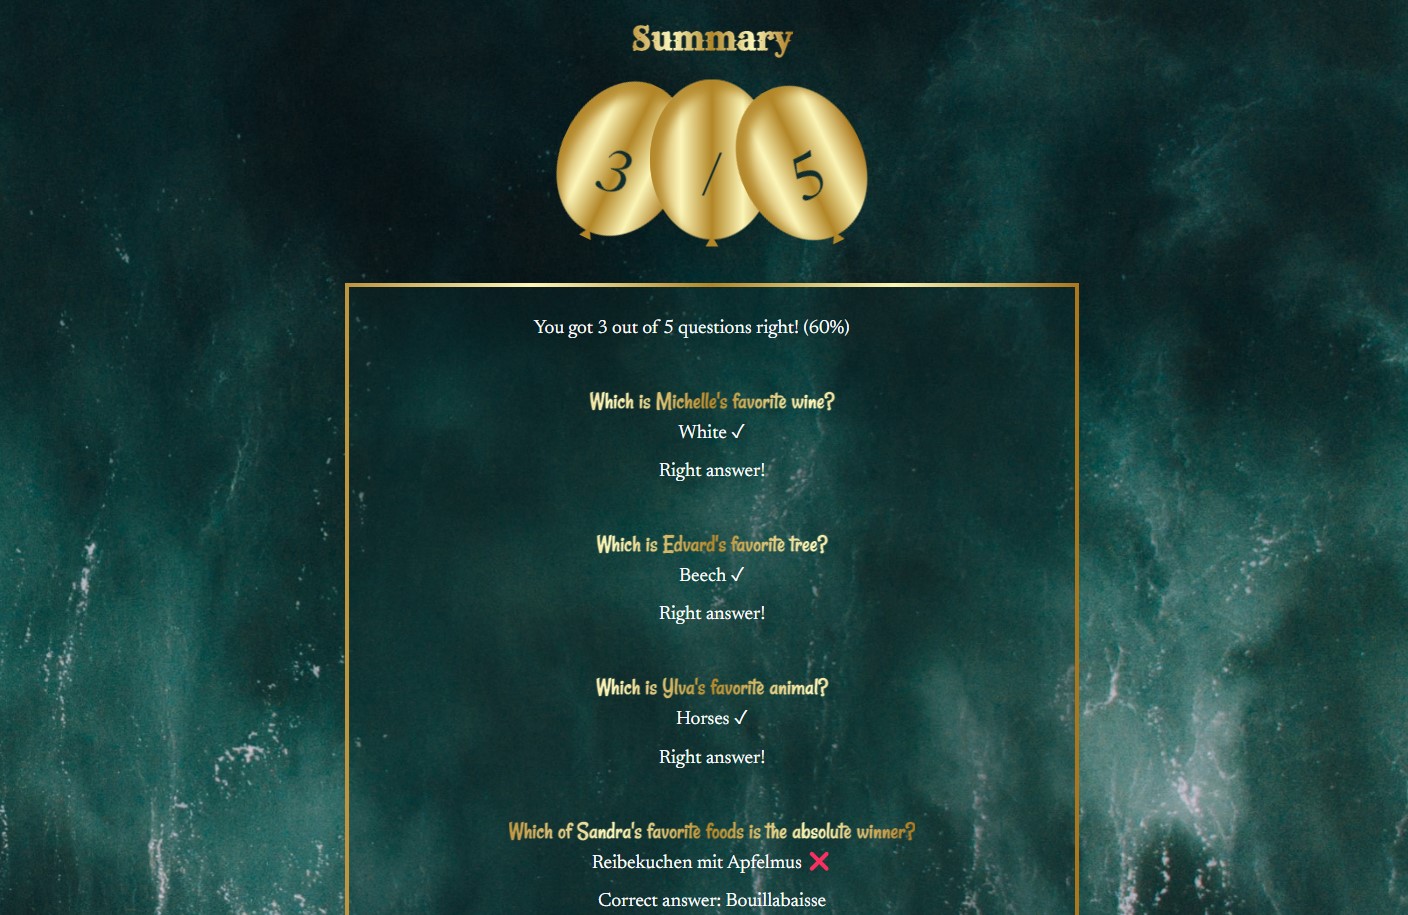 Summary
3 / 5
You got 3 out of 5 questions right! (60%)
Which is Michelle's favorite wine?
White ✓
Right answer!
Which is Edvard's favorite tree?
Beech ✓
Right answer!
Which is Ylva's favorite animal?
Horses ✓
Right answer!
Which of Sandra's favorite foods is the absolute winner?
Reibekuchen mit Apfelmus ❌
Correct answer: Bouillabaisse